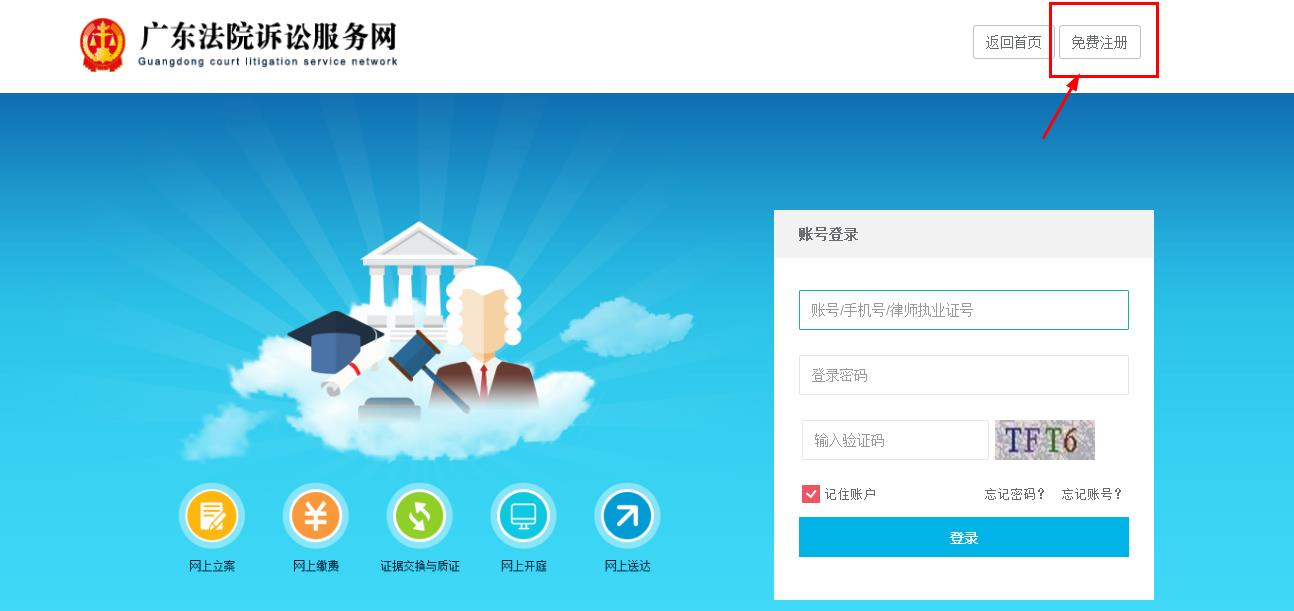 广东法院诉讼服务网
Guangdong court litigation service network
返回首页
免费注册
账号登录
账号/手机号/律师执业证号
登录密码
输入验证码
TFT6
记住账户
忘记密码？
忘记账号？
登录
网上立案
网上缴费
证据交换与质证
网上开庭
网上送达